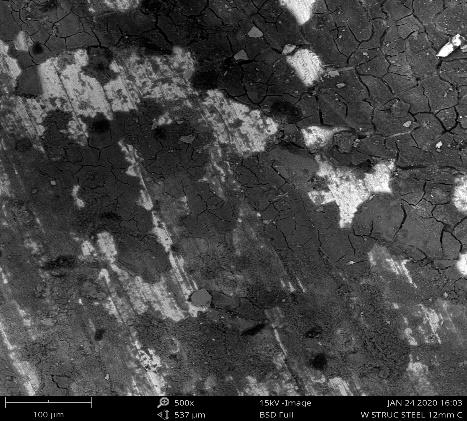 500x 15kV -Image JAN 24 2020 16:03
100 µm 537 µm BSD Full W STRUC STEEL 12mm C